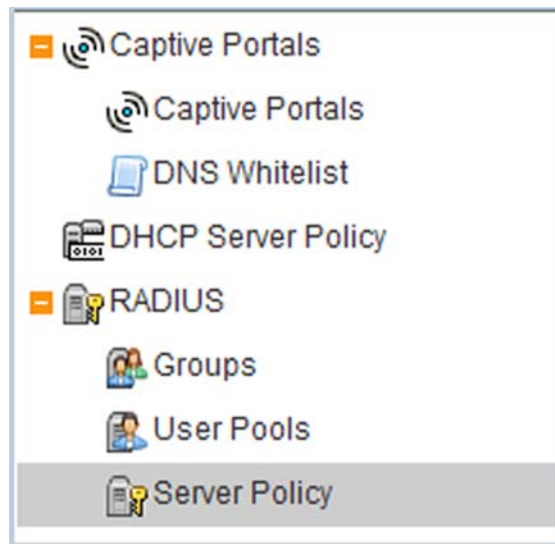 Captive Portals
Captive Portals
DNS Whitelist
DHCP Server Policy
RADIUS
Groups
User Pools
Server Policy